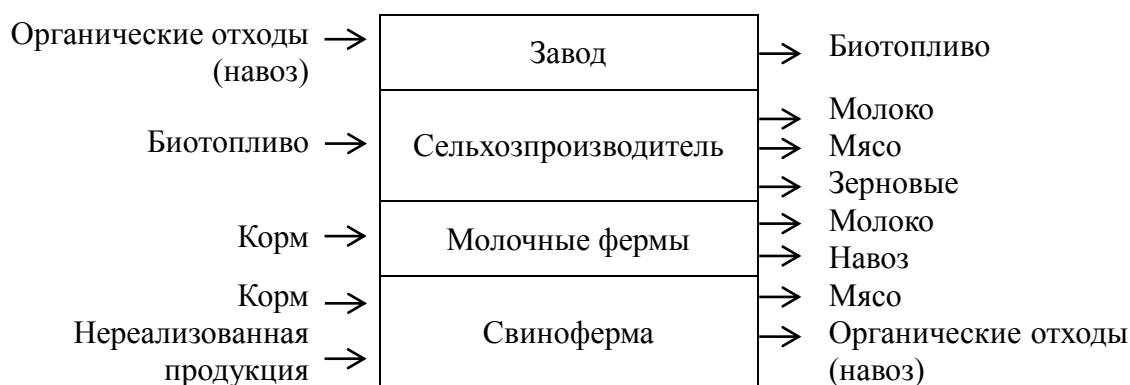 Органические отходы
(навоз)
Завод
Биотопливо
Биотопливо
Сельхозпроизводитель
Молоко
Мясо
Зерновые
Корм
Молочные фермы
Молоко
Навоз
Корм
Нереализованная
продукция
Свиноферма
Мясо
Органические отходы
(навоз)